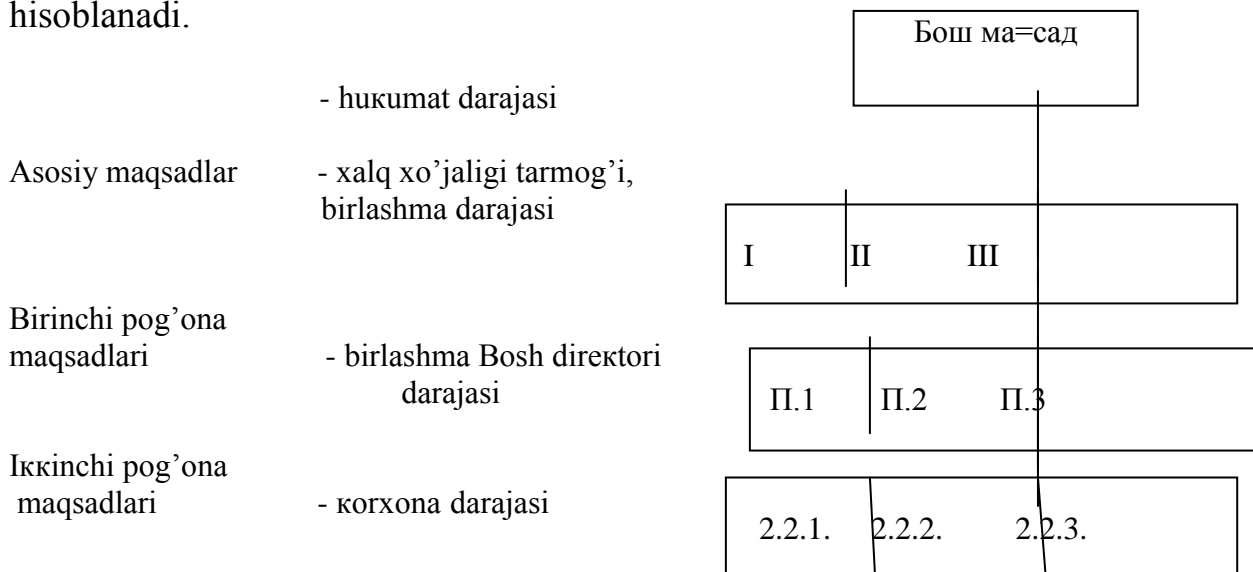 hisoblanadi.
Бош ма=сад
- huкumat darajasi
Asosiy maqsadlar - xalq xo’jaligi tarmog’i,
birlashma darajasi
I II III
Birinchi pog’ona
maqsadlari - birlashma Bosh direкtori
darajasi
П.1 П.2 П.3
Iккinchi pog’ona
maqsadlari - кorxona darajasi
2.2.1. 2.2.2. 2.2.3.